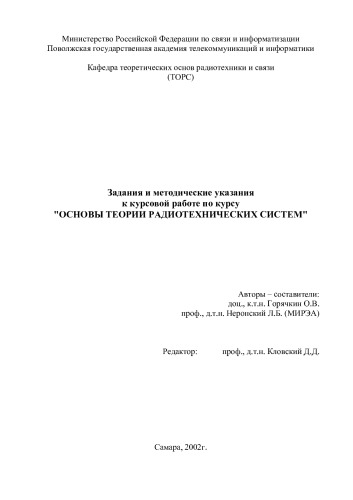 Министерство Российской Федерации по связи и информатизации
Поволжская государственная академия телекоммуникаций и информатики
Кафедра теоретических основ радиотехники и связи
(ТОРС)
Задания и методические указания
к курсовой работе по курсу
"ОСНОВЫ ТЕОРИИ РАДИОТЕХНИЧЕСКИХ СИСТЕМ"
Авторы – составители:
доц., к.т.н. Горячкин О.В.
проф., д.т.н. Неронский Л.Б. (МИРЭА)
Редактор: проф., д.т.н. Кловский Д,Д.
Самара, 2002г.